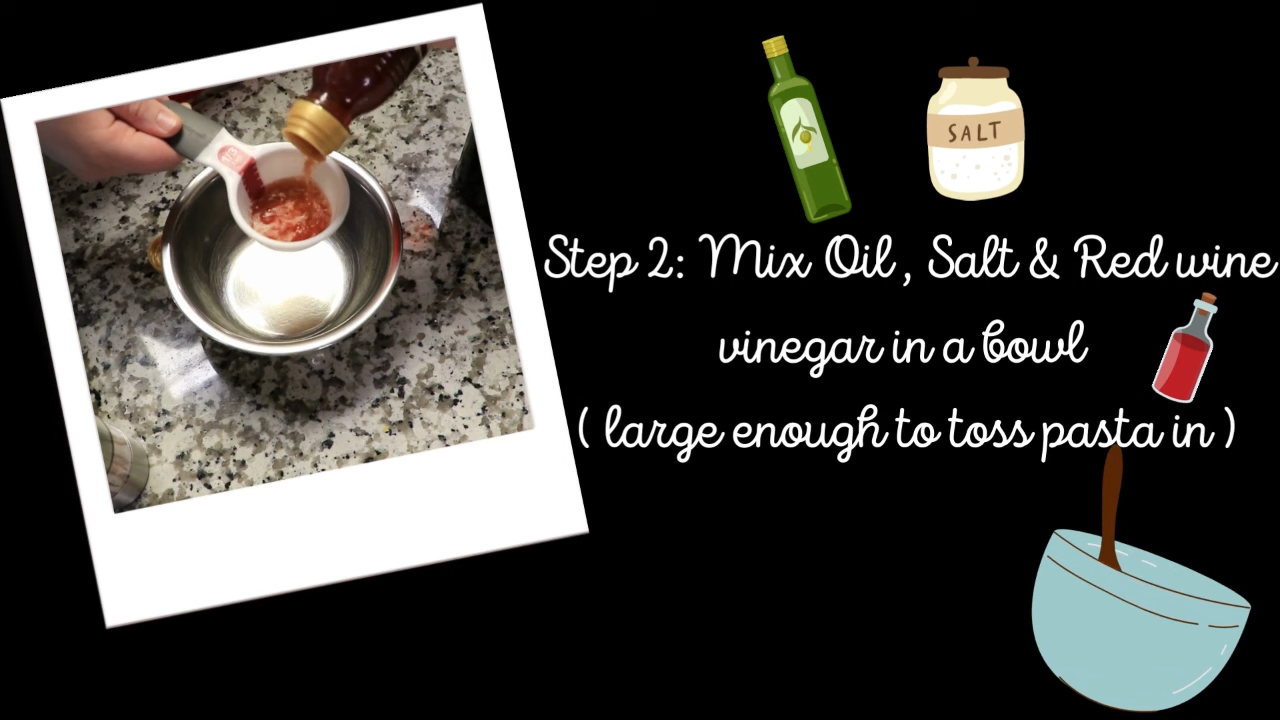 SALT
Step 2: Mix Oil, Salt & Red wine
vinegar in a bowl
( large enough to toss pasta in )